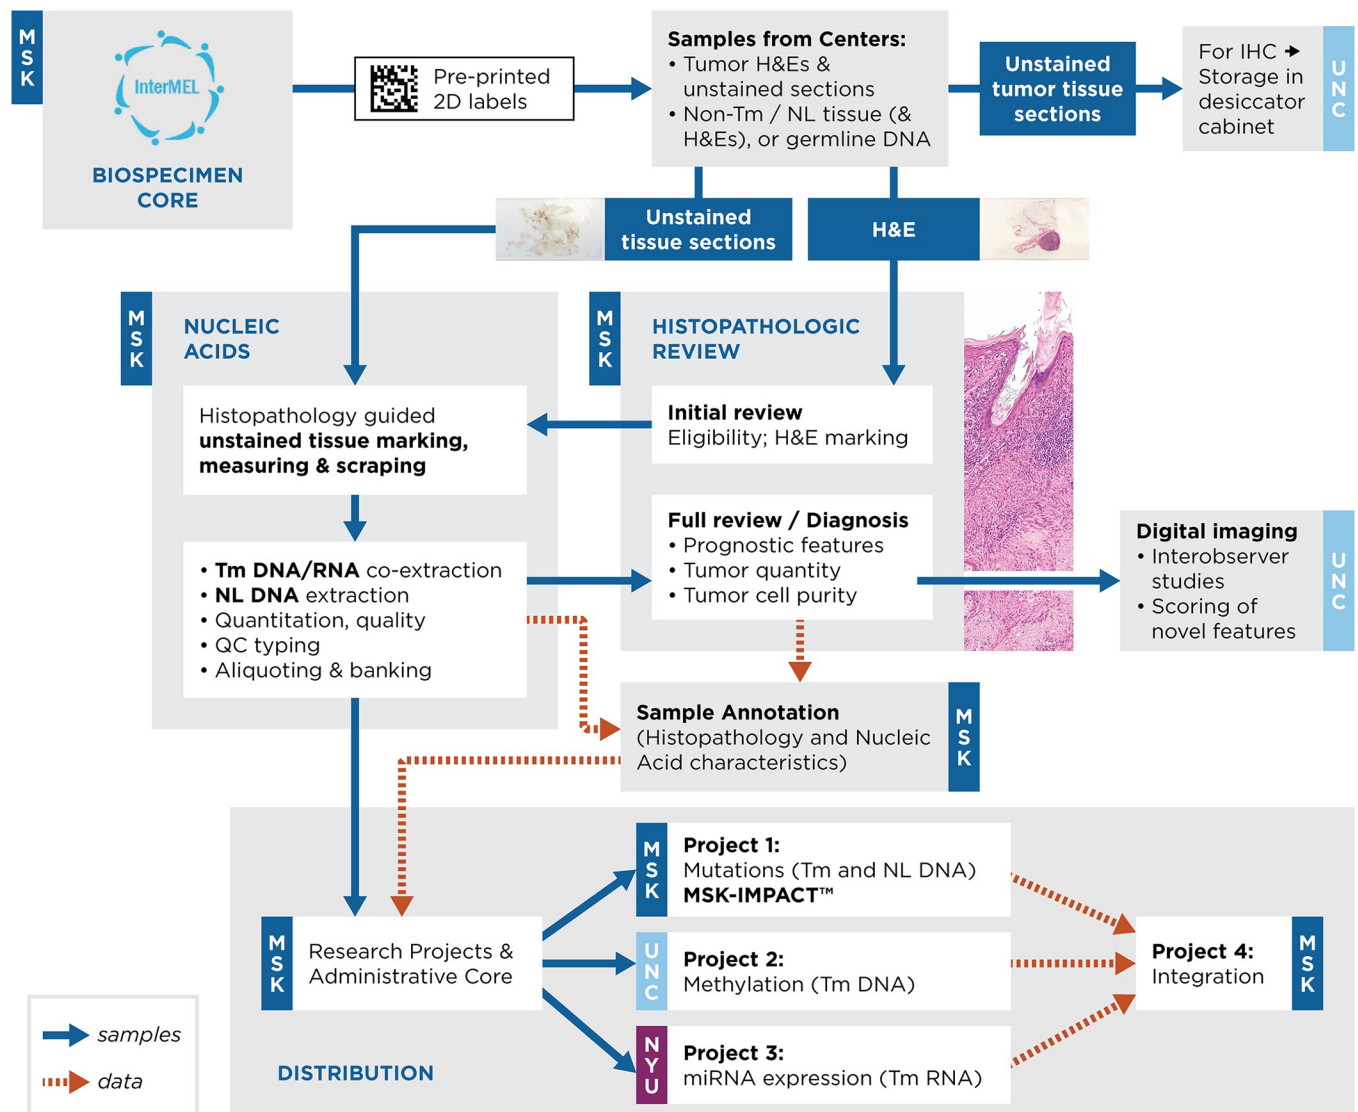 MSK
InterMEL
BIOSPECIMEN
CORE
Pre-printed
2D labels
Samples from Centers:
• Tumor H&Es &
unstained sections
• Non-Tm / NL tissue (&
H&Es), or germline DNA
Unstained
tumor tissue
sections
For IHC →
Storage in
desiccator
cabinet
UNC
Unstained
tissue sections
H&E
MSK
NUCLEIC
ACIDS
Histopathology guided
unstained tissue marking,
measuring & scraping
• Tm DNA/RNA co-extraction
• NL DNA extraction
• Quantitation, quality
• QC typing
• Aliquoting & banking
MSK
HISTOPATHOLOGIC
REVIEW
Initial review
Eligibility; H&E marking
Full review / Diagnosis
• Prognostic features
• Tumor quantity
• Tumor cell purity
Digital imaging
• Interobserver
studies
• Scoring of
novel features
UNC
Sample Annotation
(Histopathology and Nucleic
Acid characteristics)
MSK
MSK
Research Projects &
Administrative Core
MSK
Project 1:
Mutations (Tm and NL DNA)
MSK-IMPACT™
UNC
Project 2:
Methylation (Tm DNA)
NYU
Project 3:
miRNA expression (Tm RNA)
Project 4:
Integration
MSK
DISTRIBUTION
samples
data